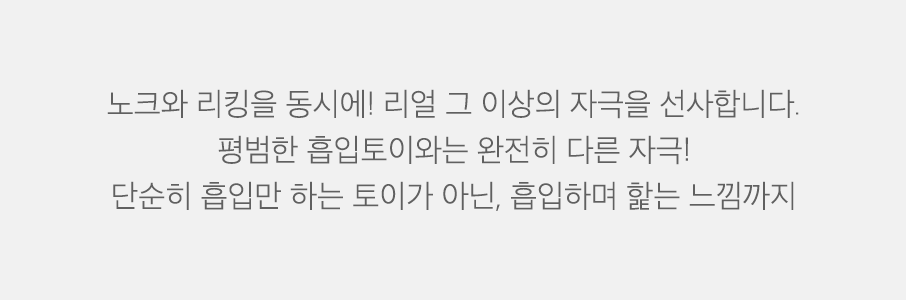 노크와 리킹을 동시에! 리얼 그 이상의 자극을 선사합니다.
평범한 흡입토이와는 완전히 다른 자극!
단순히 흡입만 하는 토이가 아닌, 흡입하며 핥는 느낌까지